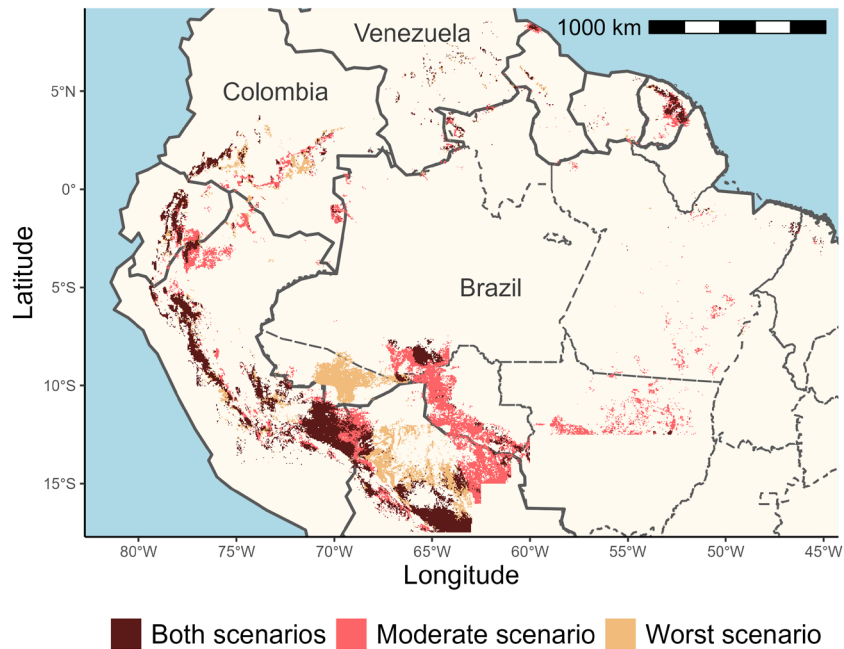 Venezuela
1000 km
Colombia
Brazil
5°N
0°
5°S
10°S
15°S
Latitude
80°W 75°W 70°W 65°W 60°W 55°W 50°W 45°W
Longitude
Both scenarios Moderate scenario Worst scenario